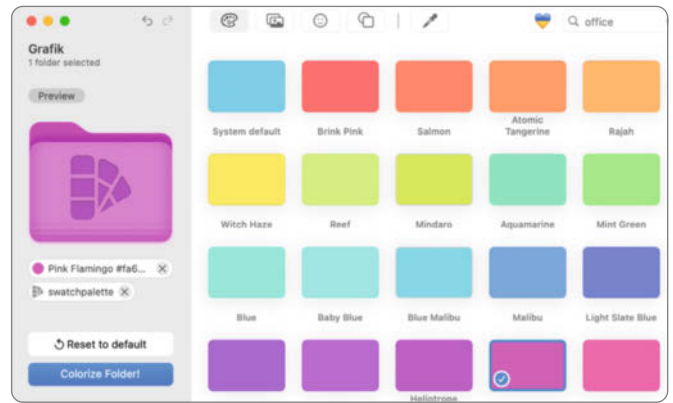 Grafik
1 folder selected
Preview
Pink Flamingo #fa6...
swatchpalette
Reset to default
Colorize Folder!
office
System default
Brink Pink
Salmon
Atomic
Tangerine
Rajah
Witch Haze
Reef
Mindaro
Aquamarine
Mint Green
Blue
Baby Blue
Blue Malibu
Malibu
Light Slate Blue
Heliotrope